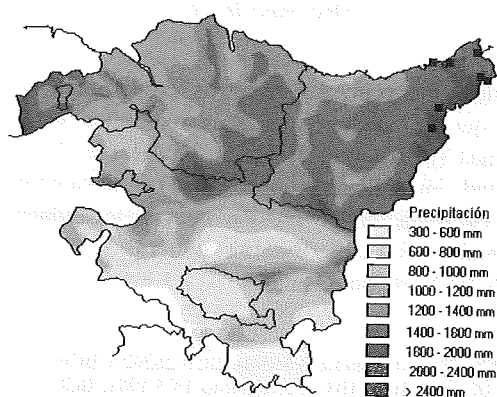 Precipitación
300 - 600 mm
600 - 800 mm
800 - 1000 mm
1000 - 1200 mm
1200 - 1400 mm
1400 - 1600 mm
1600 - 2000 mm
2000 - 2400 mm
> 2400 mm